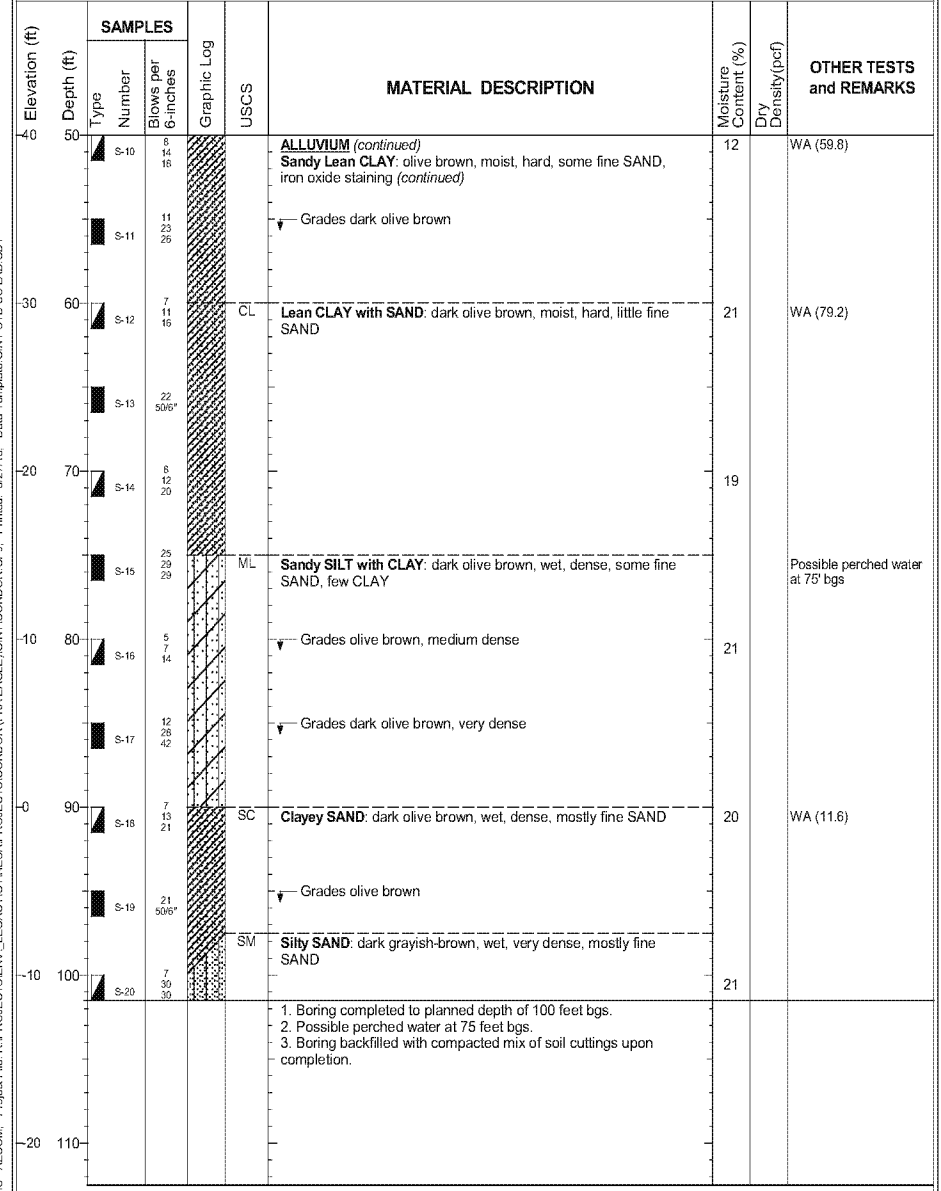 SAMPLES
Elevation (ft)
Depth (ft)
Type
Number
Blows per
6-inches
Graphic Log
USCS
MATERIAL DESCRIPTION
Moisture
Content (%)
Dry
Density(pcf)
OTHER TESTS
and REMARKS
40 50
S-10
8
14
18
ALLUVIUM (continued)
Sandy Lean CLAY: olive brown, moist, hard, some fine SAND,
iron oxide staining (continued)
12
WA (59.8)
S-11
11
23
26
Grades dark olive brown
30 60
S-12
7
11
16
CL
Lean CLAY with SAND: dark olive brown, moist, hard, little fine
SAND
21
WA (79.2)
S-13
22
50/6"
20 70
S-14
8
12
20
19
S-15
25
29
29
ML
Sandy SILT with CLAY: dark olive brown, wet, dense, some fine
SAND, few CLAY
Possible perched water
at 75' bgs
10 80
S-16
5
7
14
Grades olive brown, medium dense
21
S-17
12
28
42
Grades dark olive brown, very dense
0 90
S-18
7
13
21
SC
Clayey SAND: dark olive brown, wet, dense, mostly fine SAND
20
WA (11.6)
S-19
21
50/6"
Grades olive brown
SM
Silty SAND: dark grayish-brown, wet, very dense, mostly fine
SAND
-10 100
S-20
7
30
30
21
1. Boring completed to planned depth of 100 feet bgs.
2. Possible perched water at 75 feet bgs.
3. Boring backfilled with compacted mix of soil cuttings upon
completion.
-20 110